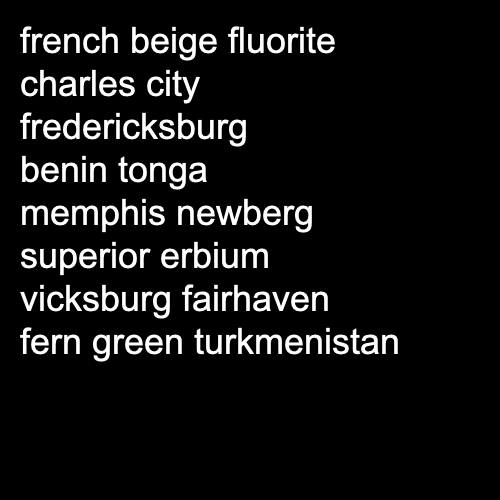 french beige fluorite
charles city
fredericksburg
benin tonga
memphis newberg
superior erbium
vicksburg fairhaven
fern green turkmenistan